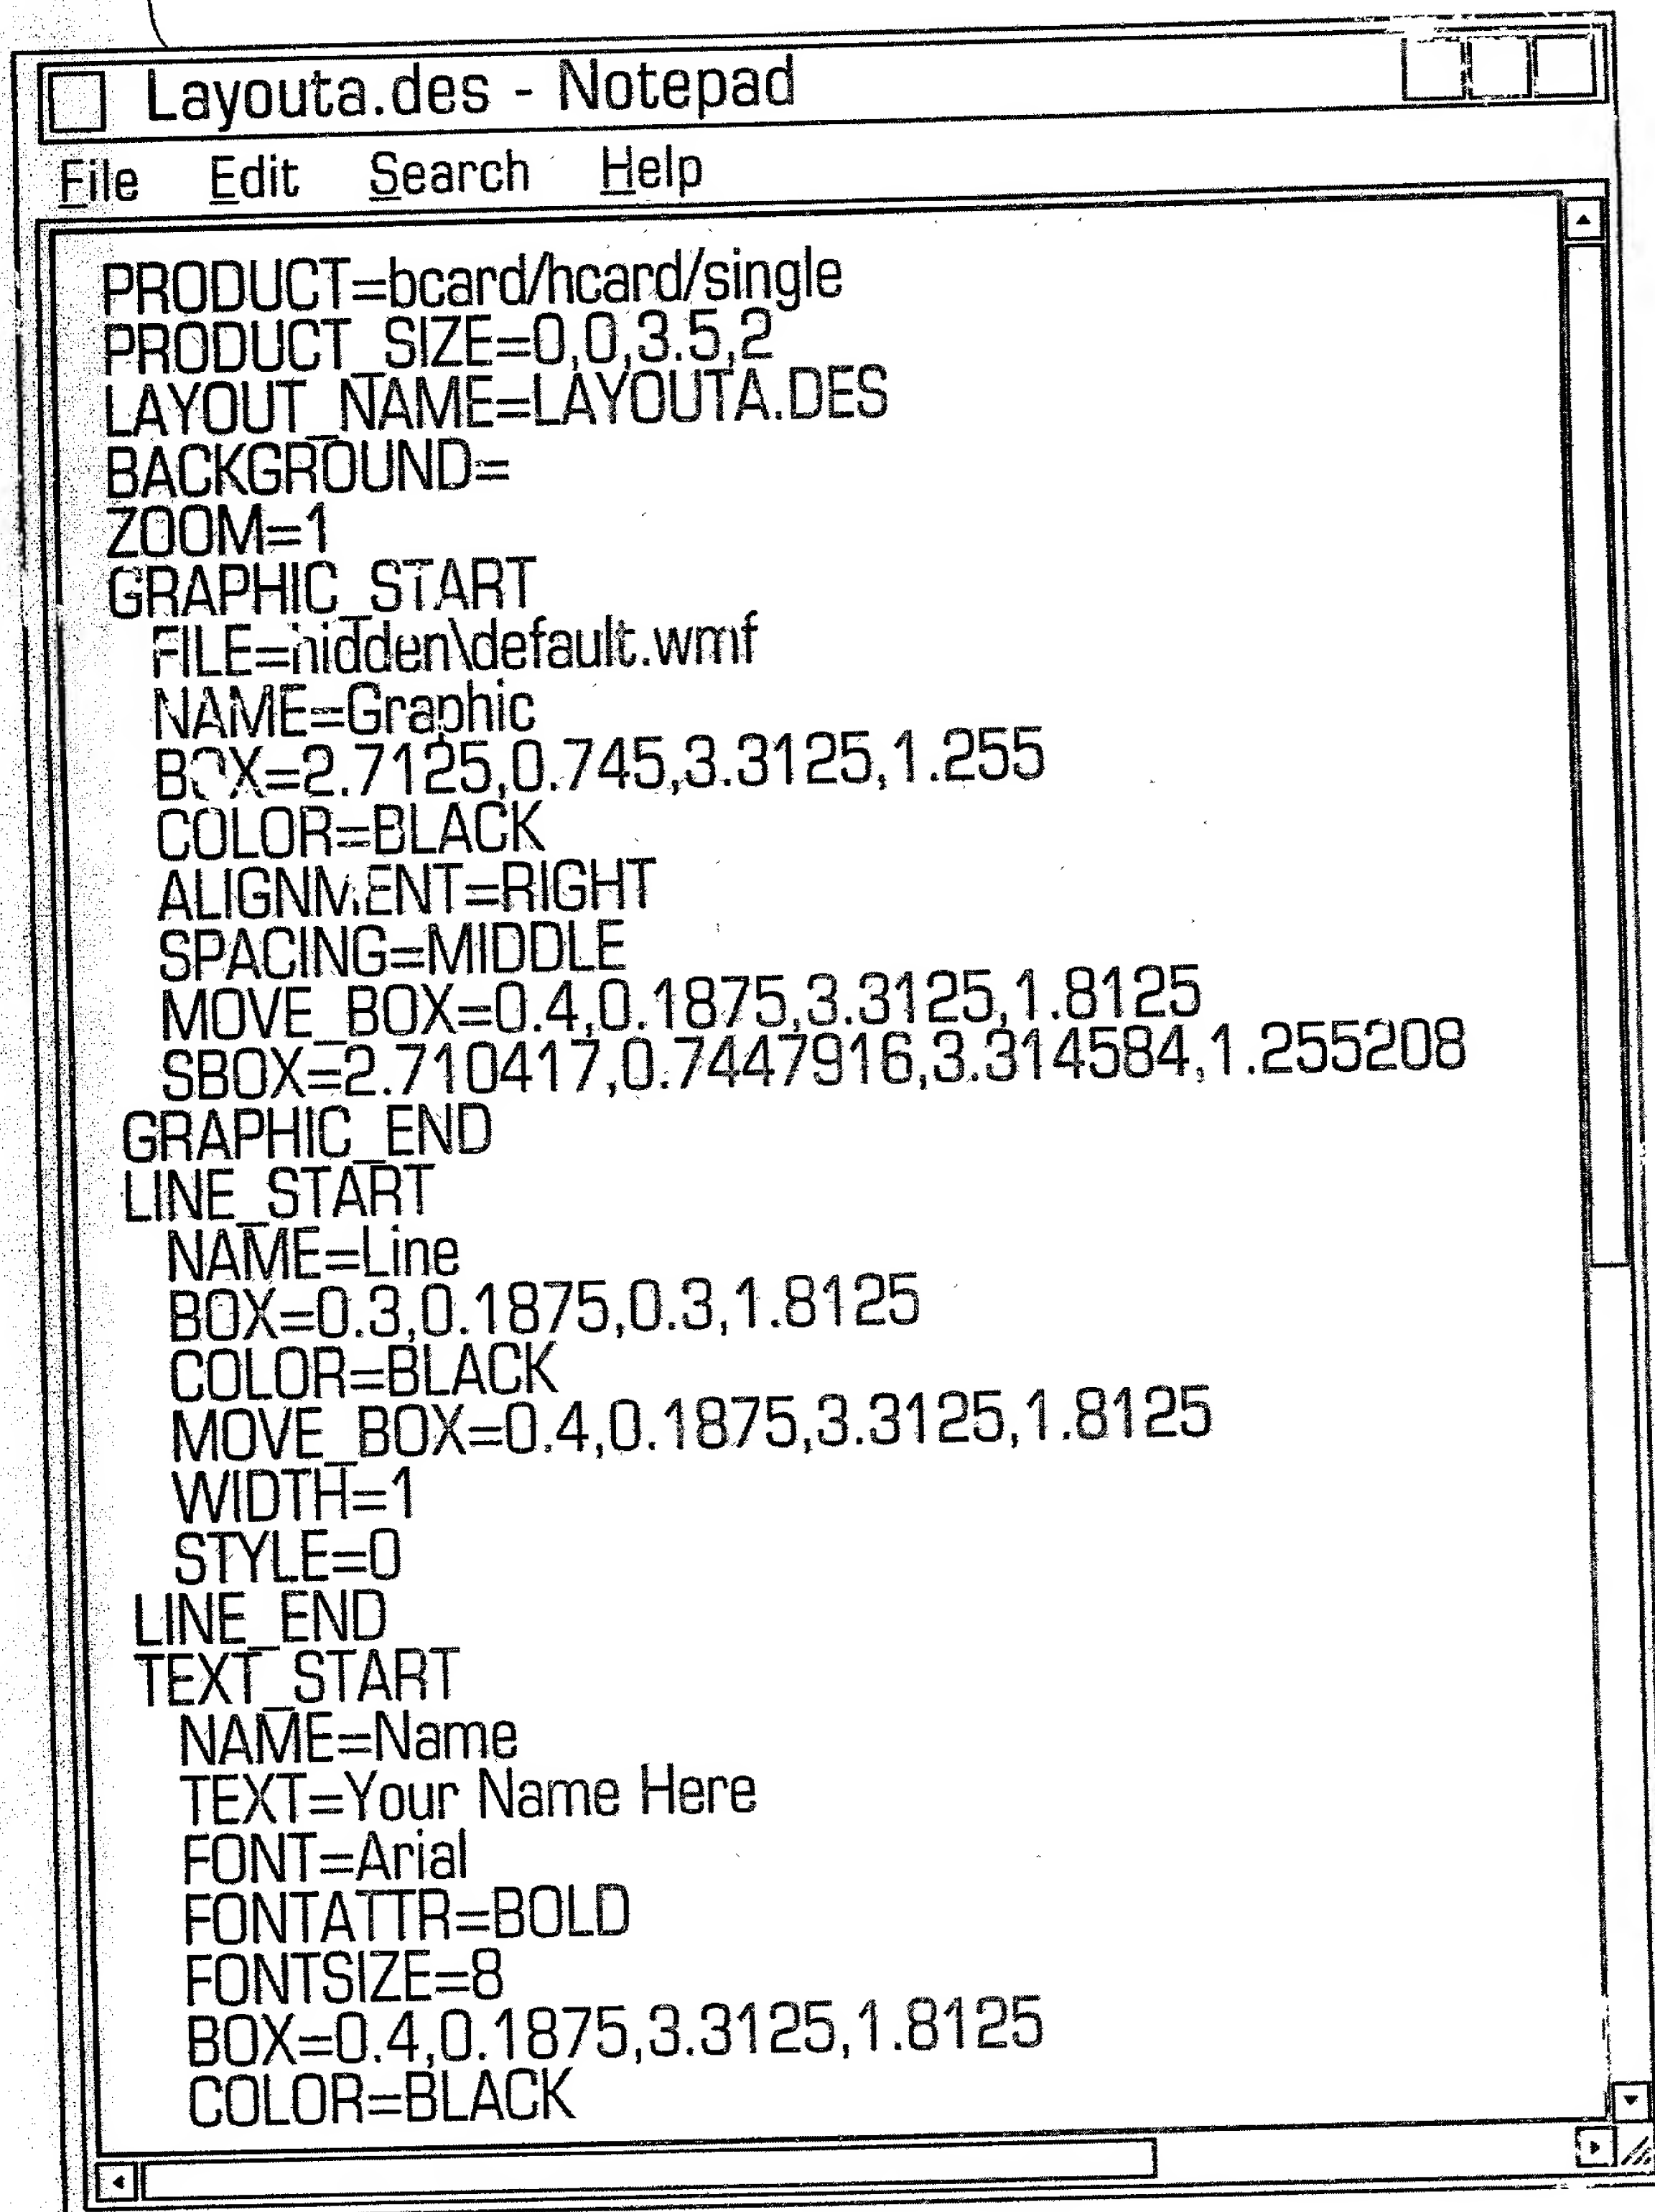 Layouta.des - Notepad
File Edit Search Help
PRODUCT=bcard/hcard/single
PRODUCT_SIZE=0,0,3.5,2
LAYOUT_NAME=LAYOUTA.DES
BACKGROUND=
ZOOM=1
GRAPHIC_START
FILE=hidden\default.wmf
NAME=Graphic
BOX=2.7125,0.745,3.3125,1.255
COLOR=BLACK
ALIGNMENT=RIGHT
SPACING=MIDDLE
MOVE_BOX=0.4,0.1875,3.3125,1.8125
SBOX=2.710417,0.7447916,3.314584,1.255208
GRAPHIC_END
LINE_START
NAME=Line
BOX=0.3,0.1875,0.3,1.8125
COLOR=BLACK
MOVE_BOX=0.4,0.1875,3.3125,1.8125
WIDTH=1
STYLE=0
LINE_END
TEXT_START
NAME=Name
TEXT=Your Name Here
FONT=Arial
FONTATTR=BOLD
FONTSIZE=8
BOX=0.4,0.1875,3.3125,1.8125
COLOR=BLACK